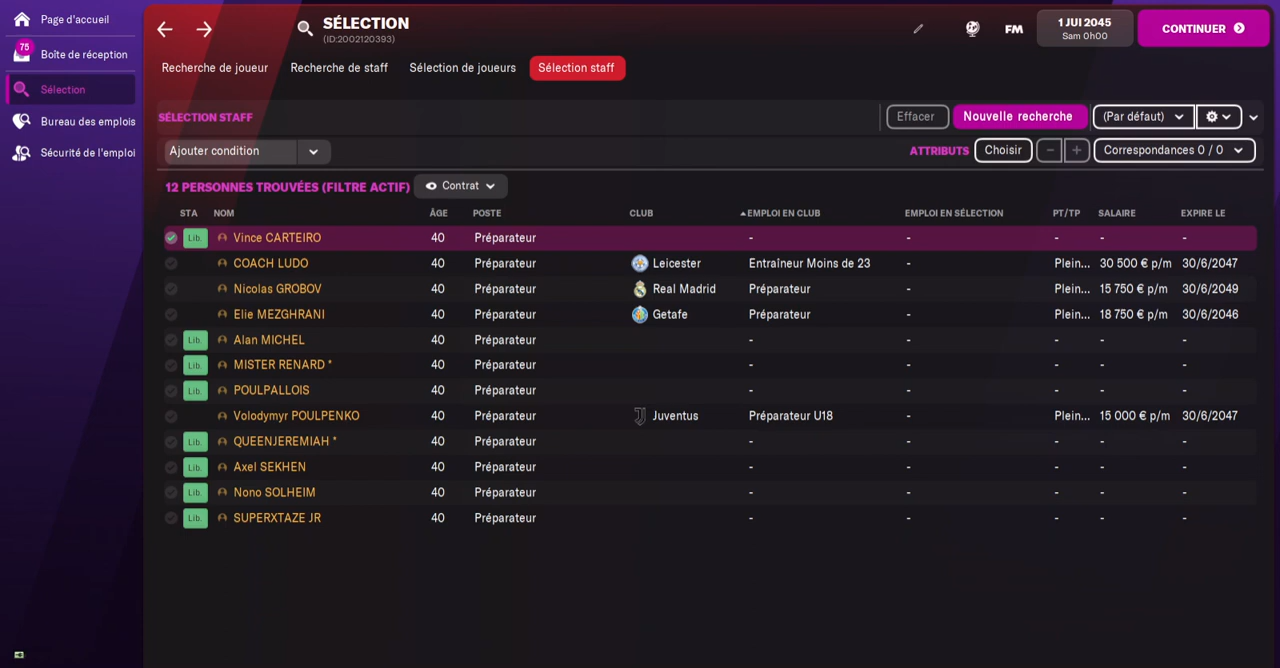 Page d'accueil
75
Boîte de réception
Sélection
Bureau des emplois
Sécurité de l'emploi
SÉLECTION
(ID:2002120393)
FM
1 JUI 2045
Sam 0h00
CONTINUER
Recherche de joueur Recherche de staff Sélection de joueurs Sélection staff
SÉLECTION STAFF Effacer Nouvelle recherche (Par défaut)
Ajouter condition ATTRIBUTS Choisir - + Correspondances 0 / 0
12 PERSONNES TROUVÉES (FILTRE ACTIF) Contrat
STA NOM ÂGE POSTE CLUB EMPLOI EN CLUB EMPLOI EN SÉLECTION PT/TP SALAIRE EXPIRE LE
Lib. Vince CARTEIRO 40 Préparateur - - - - -
COACH LUDO 40 Préparateur Leicester Entraîneur Moins de 23 - Plein... 30 500 € p/m 30/6/2047
Nicolas GROBOV 40 Préparateur Real Madrid Préparateur - Plein... 15 750 € p/m 30/6/2049
Elie MEZGHRANI 40 Préparateur Getafe Préparateur - Plein... 18 750 € p/m 30/6/2046
Lib. Alan MICHEL 40 Préparateur - - - - -
Lib. MISTER RENARD * 40 Préparateur - - - - -
Lib. POULPALLOIS 40 Préparateur - - - - -
Volodymyr POULPENKO 40 Préparateur Juventus Préparateur U18 - Plein... 15 000 € p/m 30/6/2047
Lib. QUEENJEREMIAH * 40 Préparateur - - - - -
Lib. Axel SEKHEN 40 Préparateur - - - - -
Lib. Nono SOLHEIM 40 Préparateur - - - - -
Lib. SUPERXTAZE JR 40 Préparateur - - - - -